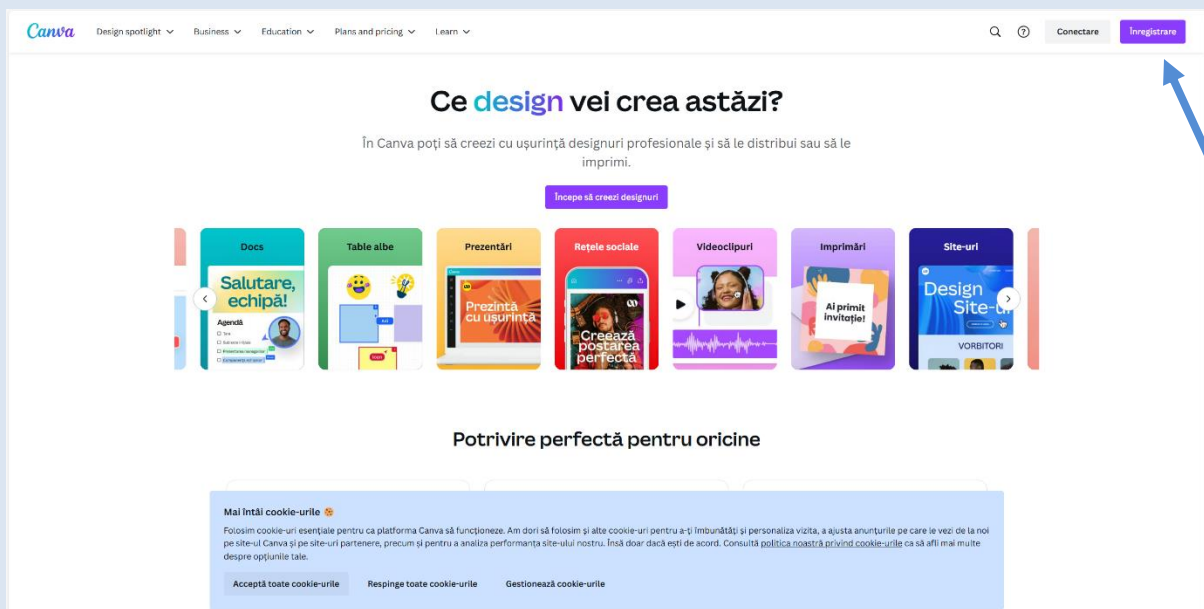 Canva
Design spotlight
Business
Education
Plans and pricing
Learn
Conectare
Înregistrare
Ce design vei crea astăzi?
În Canva poți să creezi cu ușurință designuri profesionale și să le distribui sau să le
imprimi.
Începe să creezi designuri
Docs
Table albe
Prezentări
Rețele sociale
Videoclipuri
Imprimări
Site-uri
Salutare,
echipă!
Agendă
Prezintă
cu ușurință
Creează
postarea
perfectă
Ai primit
invitație!
Design
VORBITORI
Potrivire perfectă pentru oricine
Mai întâi cookie-urile
Folosim cookie-uri esențiale pentru ca platforma Canva să funcționeze. Am dori să folosim și alte cookie-uri pentru a-ți îmbunătăți și personaliza vizita, a ajusta anunțurile pe care le vezi de la noi
pe site-ul Canva și pe site-uri partenere, precum și pentru a analiza performanța site-ului nostru. Însă doar dacă ești de acord. Consultă politica noastră privind cookie-urile ca să afli mai multe
despre opțiunile tale.
Acceptă toate cookie-urile
Respinge toate cookie-urile
Gestionează cookie-urile